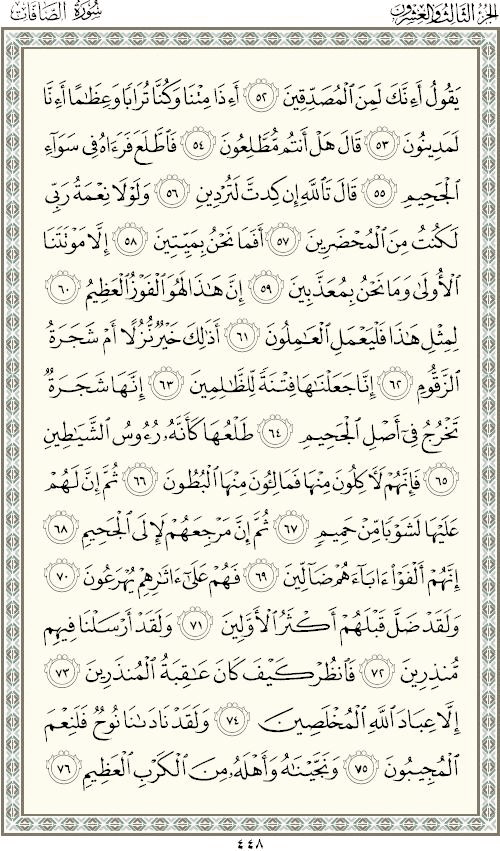 الجزء الثالث والعشرون
سُورَةُ الصَّافَّات
يَقُولُ أَءِنَّكَ لَمِنَ ٱلْمُصَدِّقِينَ ٥٢ أَءِذَا مِتْنَا وَكُنَّا تُرَابًا وَعِظَٰمًا أَءِنَّا
لَمَدِينُونَ ٥٣ قَالَ هَلْ أَنتُم مُّطَّلِعُونَ ٥٤ فَٱطَّلَعَ فَرَءَاهُ فِى سَوَآءِ
ٱلْجَحِيمِ ٥٥ قَالَ تَٱللَّهِ إِن كِدتَّ لَتُرْدِينِ ٥٦ وَلَوْلَا نِعْمَةُ رَبِّى
لَكُنتُ مِنَ ٱلْمُحْضَرِينَ ٥٧ أَفَمَا نَحْنُ بِمَيِّتِينَ ٥٨ إِلَّا مَوْتَتَنَا
ٱلْأُولَىٰ وَمَا نَحْنُ بِمُعَذَّبِينَ ٥٩ إِنَّ هَٰذَا لَهُوَ ٱلْفَوْزُ ٱلْعَظِيمُ ٦٠
لِمِثْلِ هَٰذَا فَلْيَعْمَلِ ٱلْعَٰمِلُونَ ٦١ أَذَٰلِكَ خَيْرٌ نُّزُلًا أَمْ شَجَرَةُ
ٱلزَّقُّومِ ٦٢ إِنَّا جَعَلْنَٰهَا فِتْنَةً لِّلظَّٰلِمِينَ ٦٣ إِنَّهَا شَجَرَةٌ
تَخْرُجُ فِىٓ أَصْلِ ٱلْجَحِيمِ ٦٤ طَلْعُهَا كَأَنَّهُۥ رُءُوسُ ٱلشَّيَٰطِينِ
٦٥ فَإِنَّهُمْ لَءَاكِلُونَ مِنْهَا فَمَالِـُٔونَ مِنْهَا ٱلْبُطُونَ ٦٦ ثُمَّ إِنَّ لَهُمْ
عَلَيْهَا لَشَوْبًا مِّنْ حَمِيمٍ ٦٧ ثُمَّ إِنَّ مَرْجِعَهُمْ لَإِلَى ٱلْجَحِيمِ ٦٨
إِنَّهُمْ أَلْفَوْا۟ ءَابَآءَهُمْ ضَآلِّينَ ٦٩ فَهُمْ عَلَىٰٓ ءَاثَٰرِهِمْ يُهْرَعُونَ ٧٠
وَلَقَدْ ضَلَّ قَبْلَهُمْ أَكْثَرُ ٱلْأَوَّلِينَ ٧١ وَلَقَدْ أَرْسَلْنَا فِيهِم
مُّنذِرِينَ ٧٢ فَٱنظُرْ كَيْفَ كَانَ عَٰقِبَةُ ٱلْمُنذَرِينَ ٧٣
إِلَّا عِبَادَ ٱللَّهِ ٱلْمُخْلَصِينَ ٧٤ وَلَقَدْ نَادَىٰنَا نُوحٌ فَلَنِعْمَ
ٱلْمُجِيبُونَ ٧٥ وَنَجَّيْنَٰهُ وَأَهْلَهُۥ مِنَ ٱلْكَرْبِ ٱلْعَظِيمِ ٧٦
٤٤٨